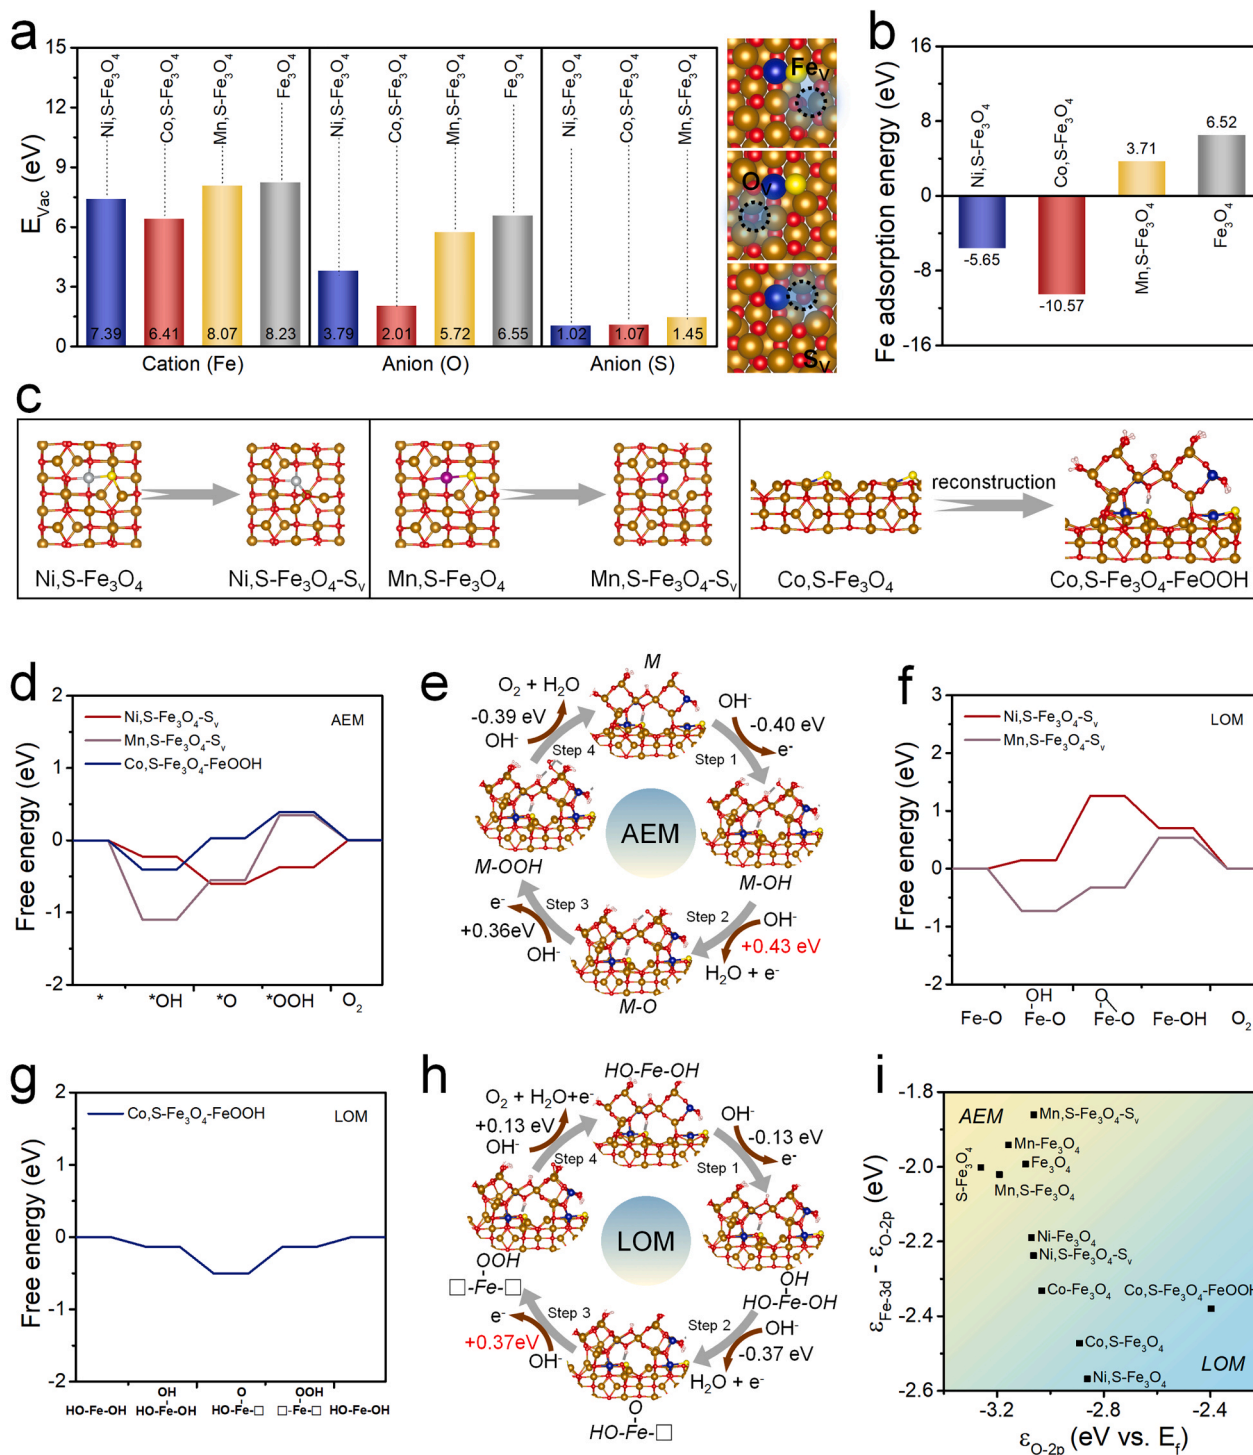 a
E_Vac (eV)
15
12
9
6
3
0
Ni,S-Fe₃O₄
Co,S-Fe₃O₄
Mn,S-Fe₃O₄
Fe₃O₄
Ni,S-Fe₃O₄
Co,S-Fe₃O₄
Mn,S-Fe₃O₄
Fe₃O₄
Ni,S-Fe₃O₄
Co,S-Fe₃O₄
Mn,S-Fe₃O₄
7.39 6.41 8.07 8.23 3.79 2.01 5.72 6.55 1.02 1.07 1.45
Cation (Fe) Anion (O) Anion (S)
Fe_V
O_V
S_V
b
Fe adsorption energy (eV)
16
8
0
-8
-16
Ni,S-Fe₃O₄
Co,S-Fe₃O₄
Mn,S-Fe₃O₄
Fe₃O₄
-5.65
-10.57
3.71
6.52
c
Ni,S-Fe₃O₄
Ni,S-Fe₃O₄-Sᵥ
Mn,S-Fe₃O₄
Mn,S-Fe₃O₄-Sᵥ
reconstruction
Co,S-Fe₃O₄
Co,S-Fe₃O₄-FeOOH
d
Free energy (eV)
2
1
0
-1
-2
Ni,S-Fe₃O₄-Sᵥ
Mn,S-Fe₃O₄-Sᵥ
Co,S-Fe₃O₄-FeOOH
AEM
* *OH *O *OOH O₂
e
M
O₂ + H₂O
-0.39 eV
OH⁻
Step 4
OH⁻
-0.40 eV
Step 1
e⁻
AEM
M-OOH
M-OH
e⁻
Step 3
+0.36eV
OH⁻
Step 2
OH⁻
+0.43 eV
H₂O + e⁻
M-O
f
Free energy (eV)
3
2
1
0
-1
-2
Ni,S-Fe₃O₄-Sᵥ
Mn,S-Fe₃O₄-Sᵥ
LOM
Fe-O
OH
Fe-O
O
Fe-O
Fe-OH
O₂
g
Free energy (eV)
2
1
0
-1
-2
Co,S-Fe₃O₄-FeOOH
LOM
HO-Fe-OH
OH
HO-Fe-OH
O
HO-Fe-□
OOH
□-Fe-□
HO-Fe-OH
h
HO-Fe-OH
O₂ + H₂O+e⁻
+0.13 eV
OH⁻
Step 4
OH⁻
-0.13 eV
Step 1
e⁻
LOM
OOH
□-Fe-□
OH
HO-Fe-OH
e⁻
Step 3
+0.37eV
OH⁻
Step 2
OH⁻
-0.37 eV
H₂O + e⁻
O
HO-Fe-□
i
ε_Fe-3d - ε_O-2p (eV)
-1.8
-2.0
-2.2
-2.4
-2.6
AEM
Mn,S-Fe₃O₄-Sᵥ
Mn-Fe₃O₄
S-Fe₃O₄
Fe₃O₄
Mn,S-Fe₃O₄
Ni-Fe₃O₄
Ni,S-Fe₃O₄-Sᵥ
Co-Fe₃O₄
Co,S-Fe₃O₄-FeOOH
Co,S-Fe₃O₄
LOM
Ni,S-Fe₃O₄
-3.2 -2.8 -2.4
ε_O-2p (eV vs. E_f)